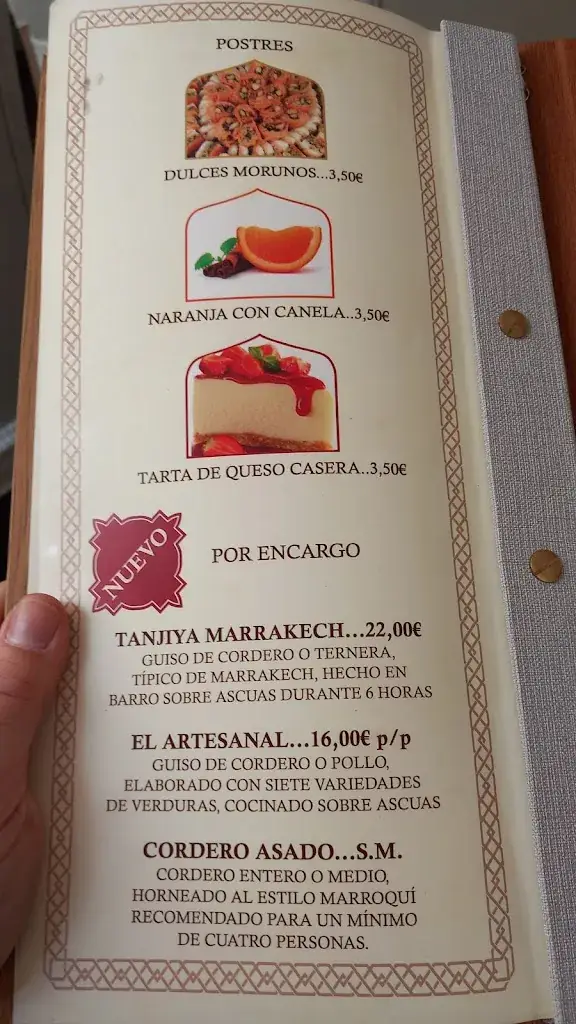 POSTRES
DULCES MORUNOS...3,50€
NARANJA CON CANELA..3,50€
TARTA DE QUESO CASERA..3,50€
NUEVO
POR ENCARGO
TANJIYA MARRAKECH...22,00€
GUISO DE CORDERO O TERNERA,
TÍPICO DE MARRAKECH, HECHO EN
BARRO SOBRE ASCUAS DURANTE 6 HORAS
EL ARTESANAL...16,00€ p/p
GUISO DE CORDERO O POLLO,
ELABORADO CON SIETE VARIEDADES
DE VERDURAS, COCINADO SOBRE ASCUAS
CORDERO ASADO...S.M.
CORDERO ENTERO O MEDIO,
HORNEADO AL ESTILO MARROQUÍ
RECOMENDADO PARA UN MÍNIMO
DE CUATRO PERSONAS.